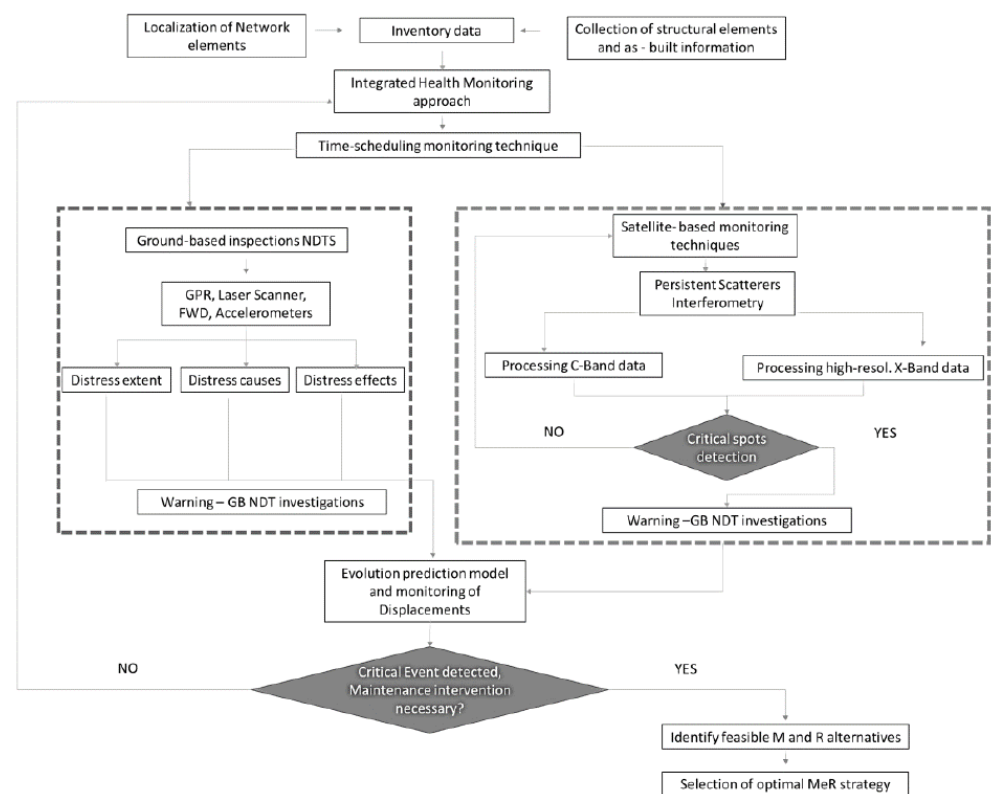 Localization of Network
elements
Inventory data
Collection of structural elements
and as - built information
Integrated Health Monitoring
approach
Time-scheduling monitoring technique
Ground-based inspections NDTS
GPR, Laser Scanner,
FWD, Accelerometers
Distress extent
Distress causes
Distress effects
Warning – GB NDT investigations
Satellite- based monitoring
techniques
Persistent Scatterers
Interferometry
Processing C-Band data
Processing high-resol. X-Band data
NO
Critical spots
detection
YES
Warning –GB NDT investigations
Evolution prediction model
and monitoring of
Displacements
NO
Critical Event detected,
Maintenance intervention
necessary?
YES
Identify feasible M and R alternatives
Selection of optimal MeR strategy